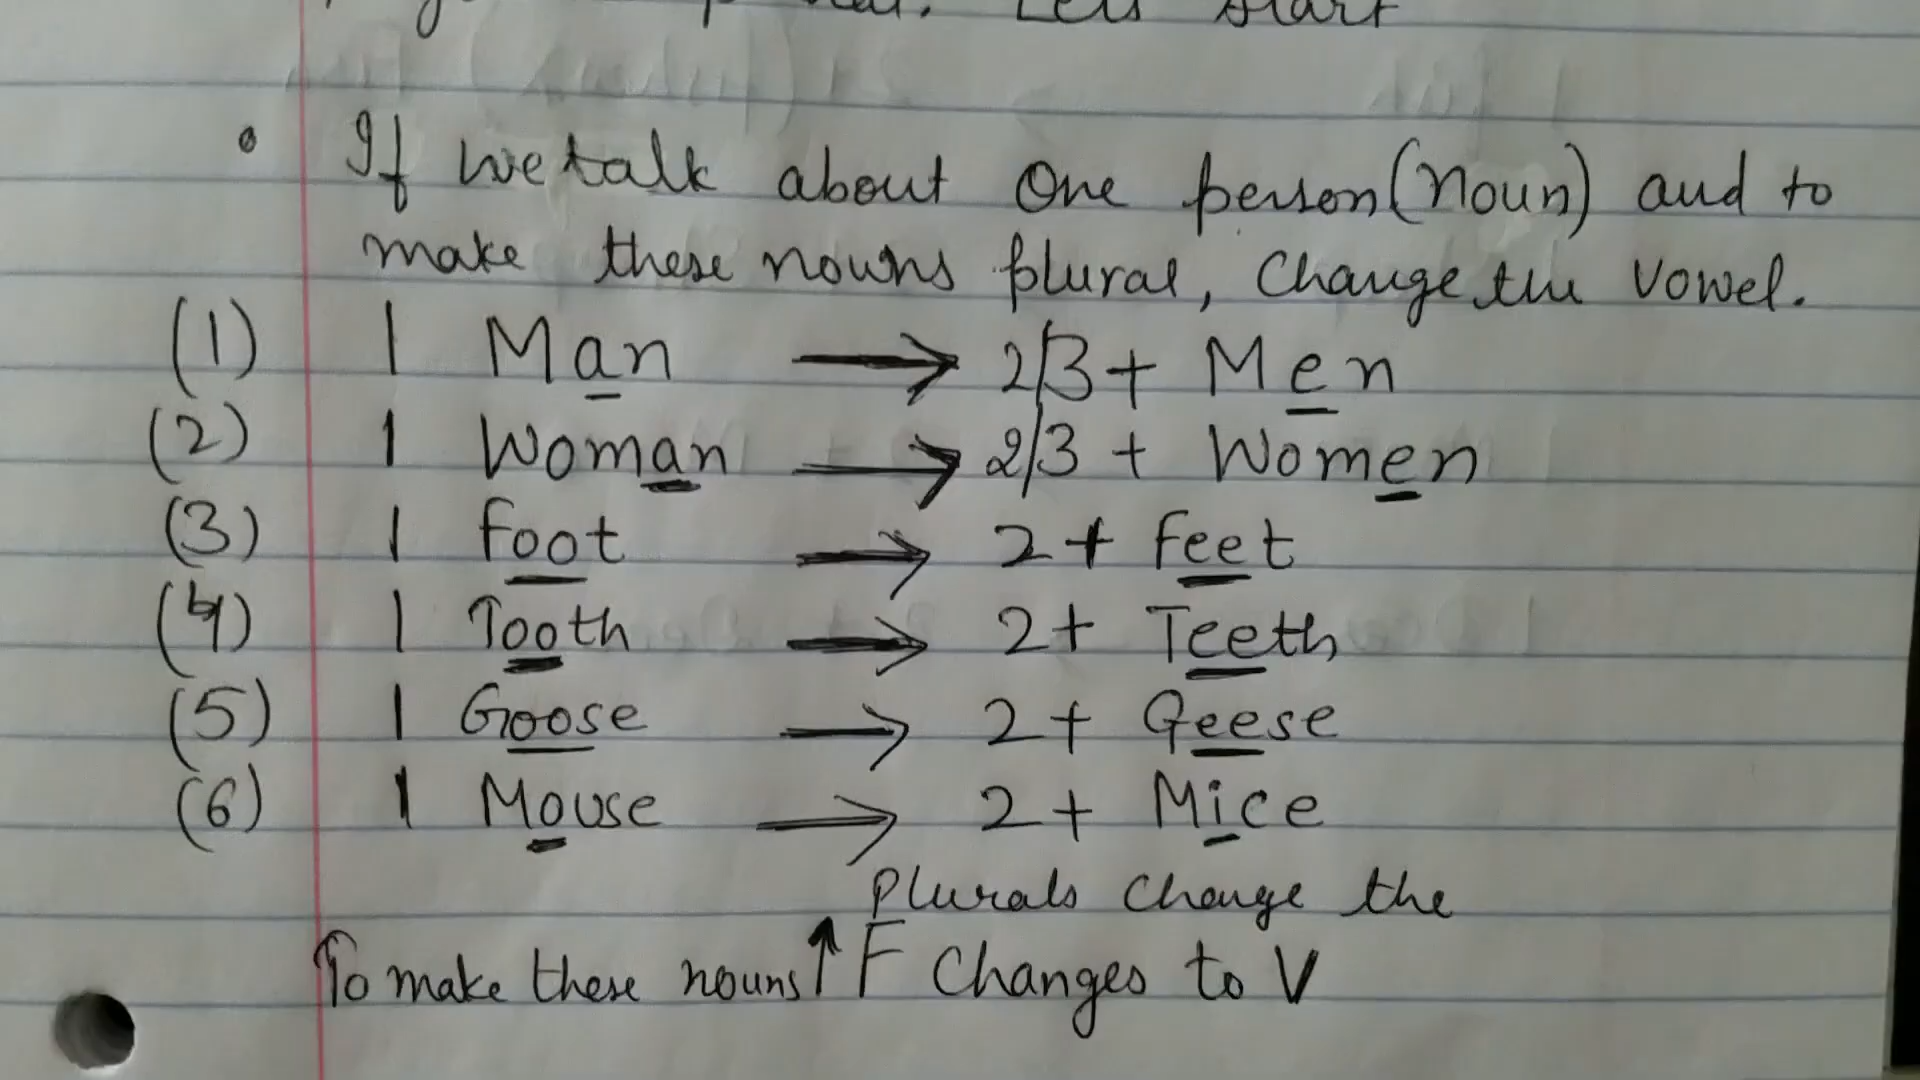 Lets start
• If we talk about One person (Noun) and to
make these nouns plural, Change the Vowel.
(1) 1 Man → 2/3+ Men
(2) 1 Woman → 2/3 + Women
(3) 1 Foot → 2+ Feet
(4) 1 Tooth → 2+ Teeth
(5) 1 Goose → 2+ Geese
(6) 1 Mouse → 2+ Mice
Plurals Change the
To make these nouns ↑ F Changes to V